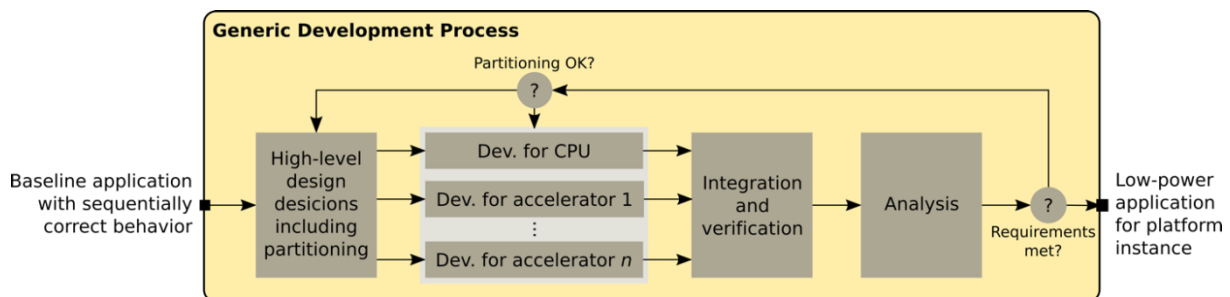 Generic Development Process
Partitioning OK?
?
Baseline application
with sequentially
correct behavior
High-level
design
desicions
including
partitioning
Dev. for CPU
Dev. for accelerator 1
⋮
Dev. for accelerator n
Integration
and
verification
Analysis
?
Requirements
met?
Low-power
application
for platform
instance